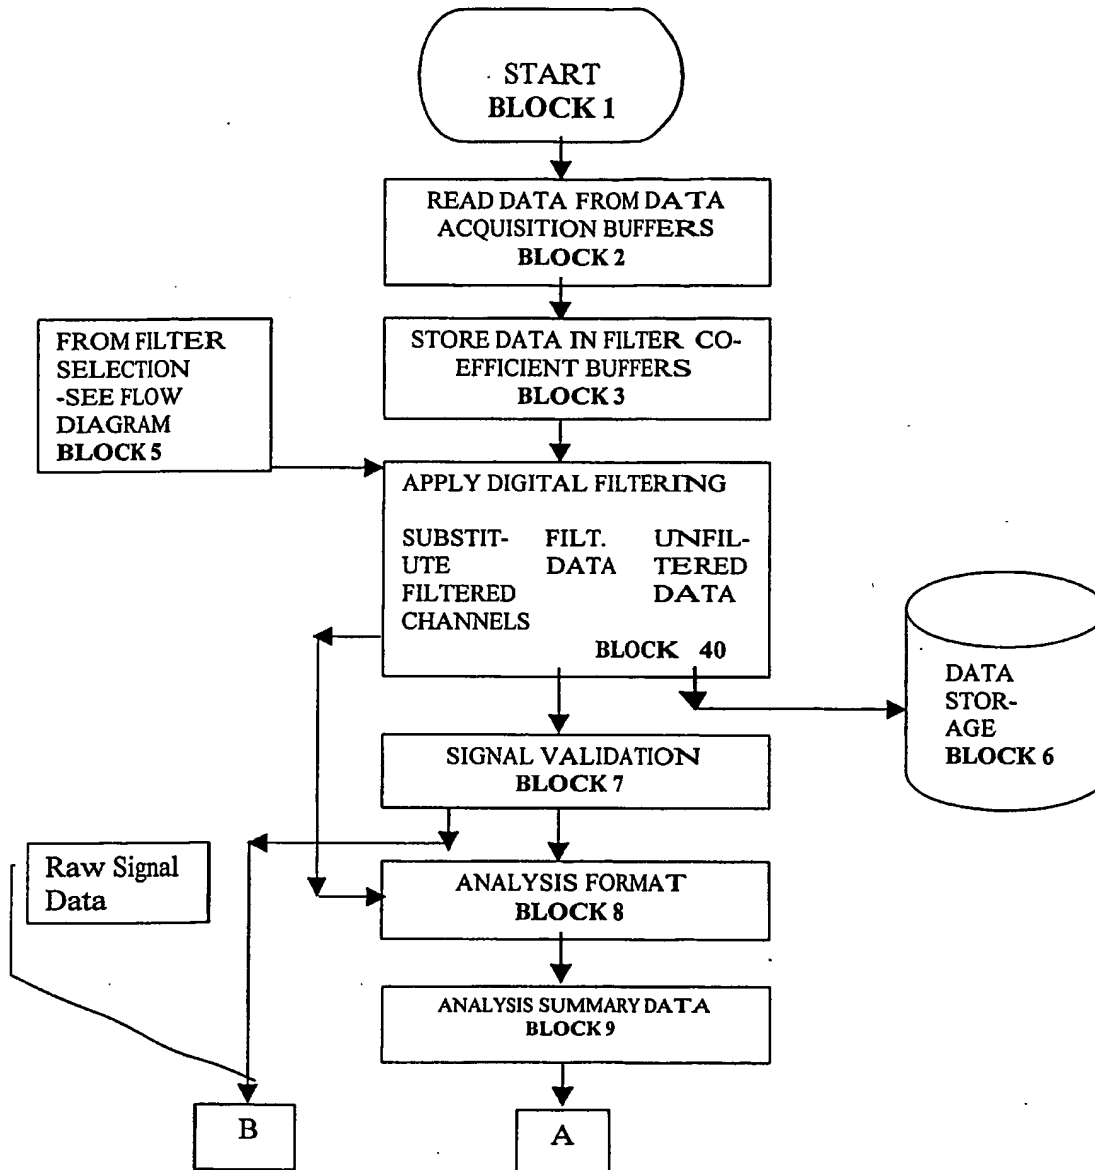 START
BLOCK 1
READ DATA FROM DATA
ACQUISITION BUFFERS
BLOCK 2
STORE DATA IN FILTER CO-
EFFICIENT BUFFERS
BLOCK 3
FROM FILTER
SELECTION
-SEE FLOW
DIAGRAM
BLOCK 5
APPLY DIGITAL FILTERING
SUBSTIT-
UTE
FILTERED
CHANNELS
FILT.
DATA
UNFIL-
TERED
DATA
BLOCK 40
DATA
STOR-
AGE
BLOCK 6
SIGNAL VALIDATION
BLOCK 7
Raw Signal
Data
ANALYSIS FORMAT
BLOCK 8
ANALYSIS SUMMARY DATA
BLOCK 9
B
A